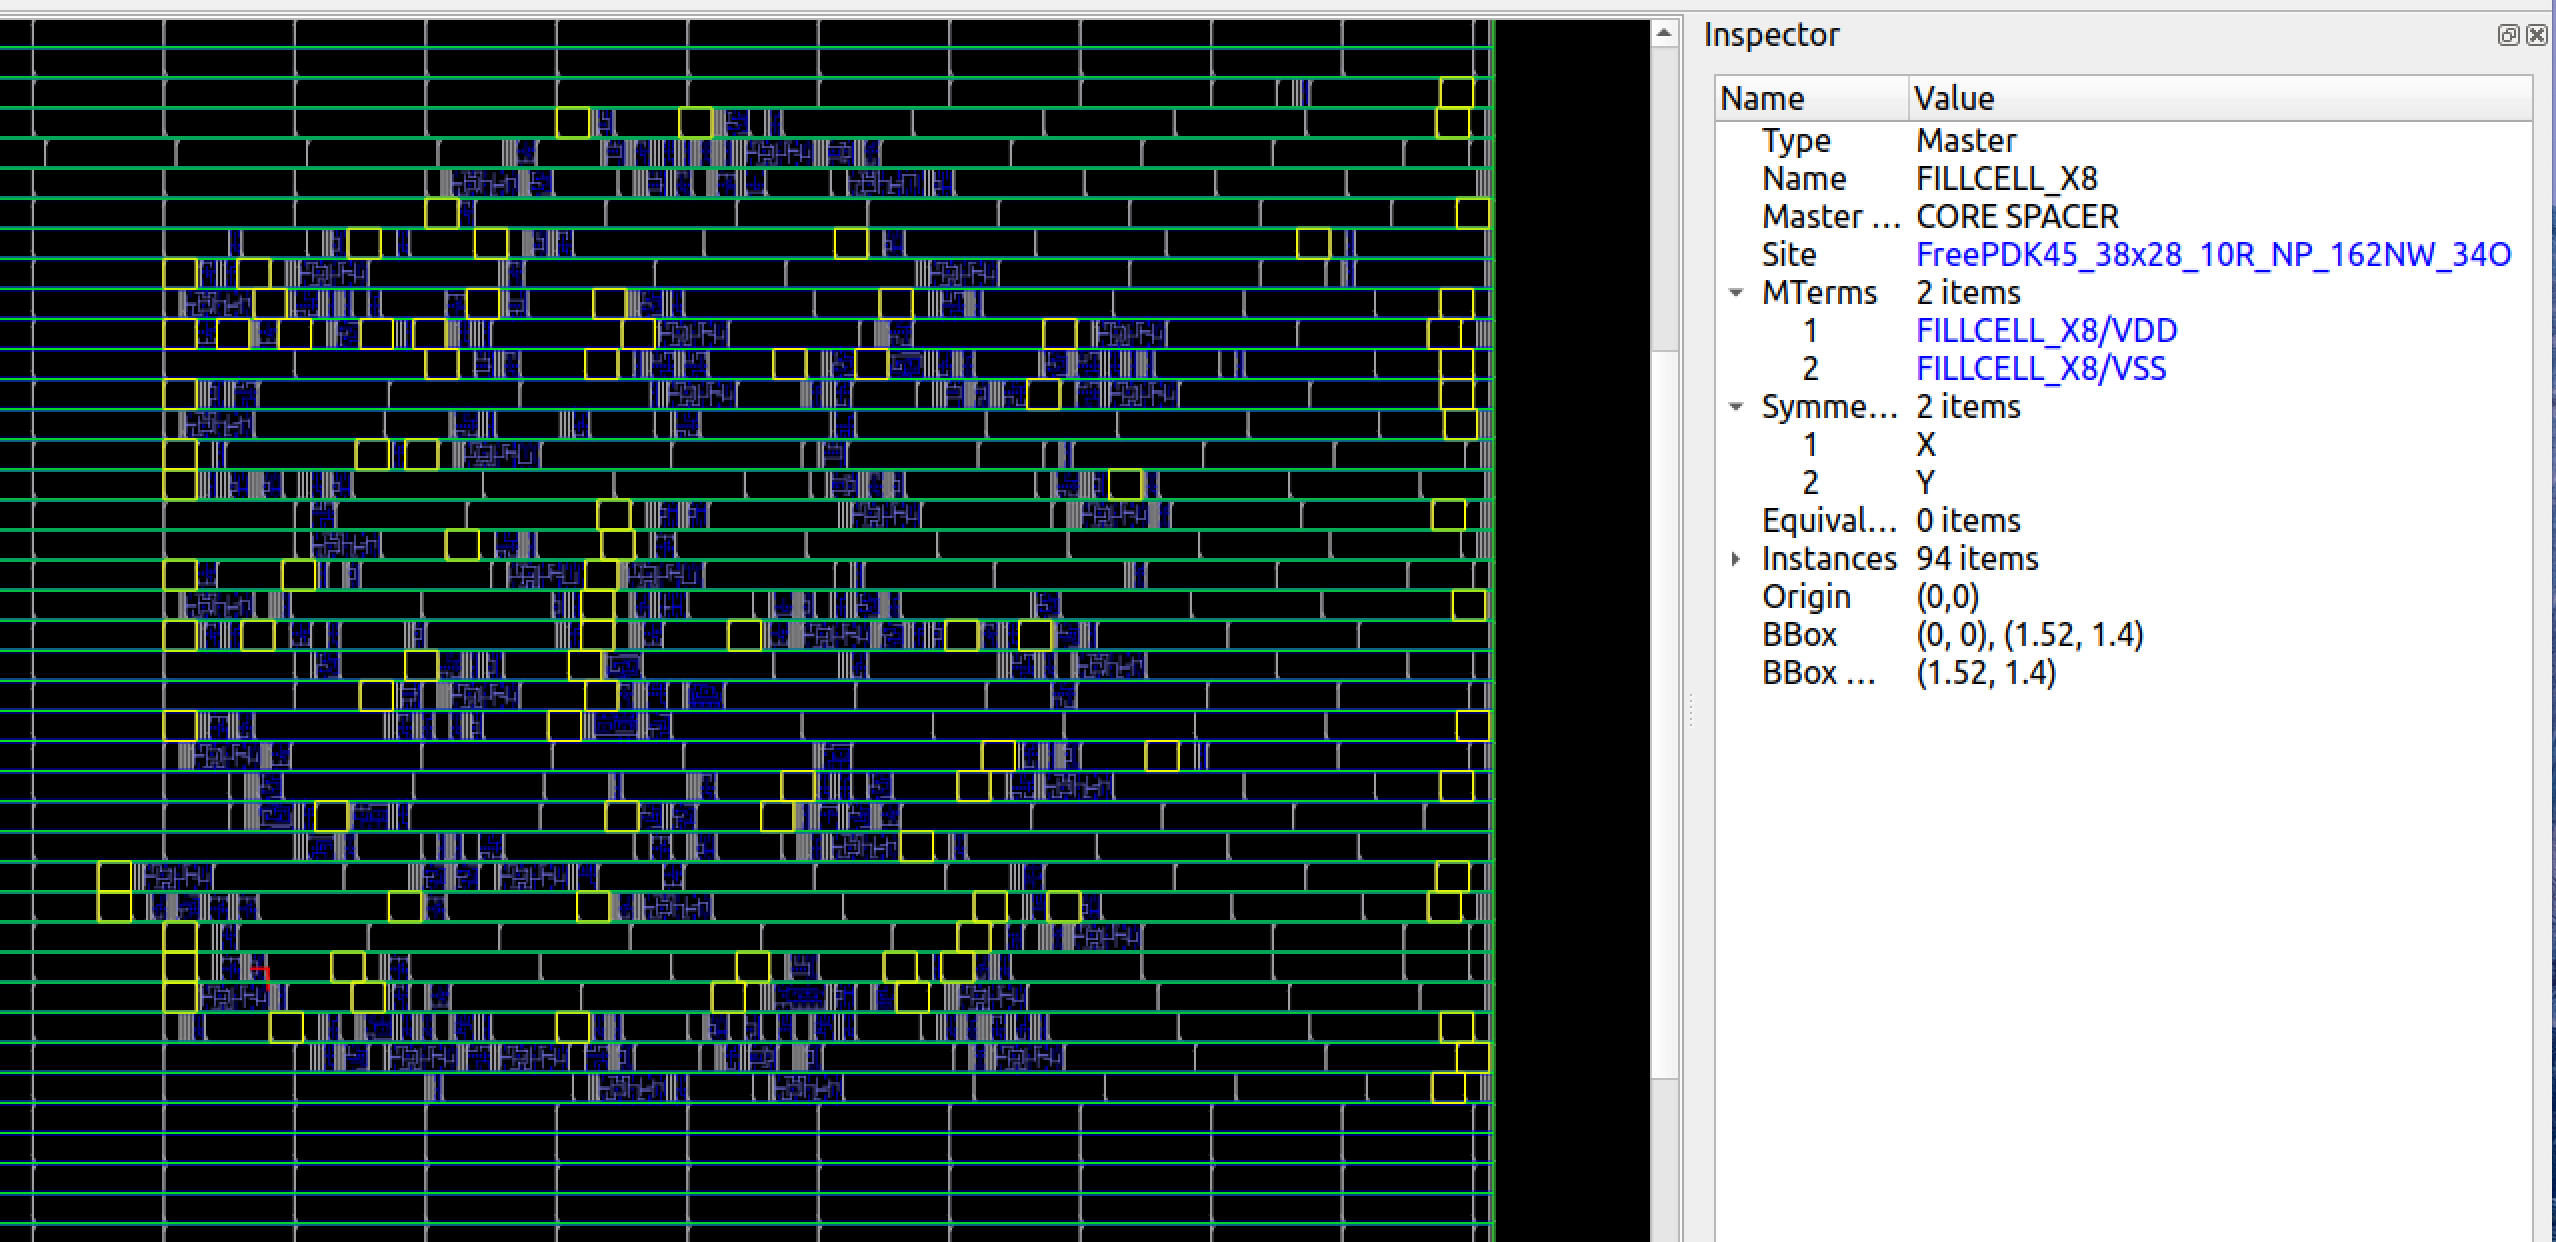 Inspector
Name Value
Type Master
Name FILLCELL_X8
Master ... CORE SPACER
Site FreePDK45_38x28_10R_NP_162NW_34O
MTerms 2 items
1 FILLCELL_X8/VDD
2 FILLCELL_X8/VSS
Symme... 2 items
1 X
2 Y
Equival... 0 items
Instances 94 items
Origin (0,0)
BBox (0, 0), (1.52, 1.4)
BBox ... (1.52, 1.4)